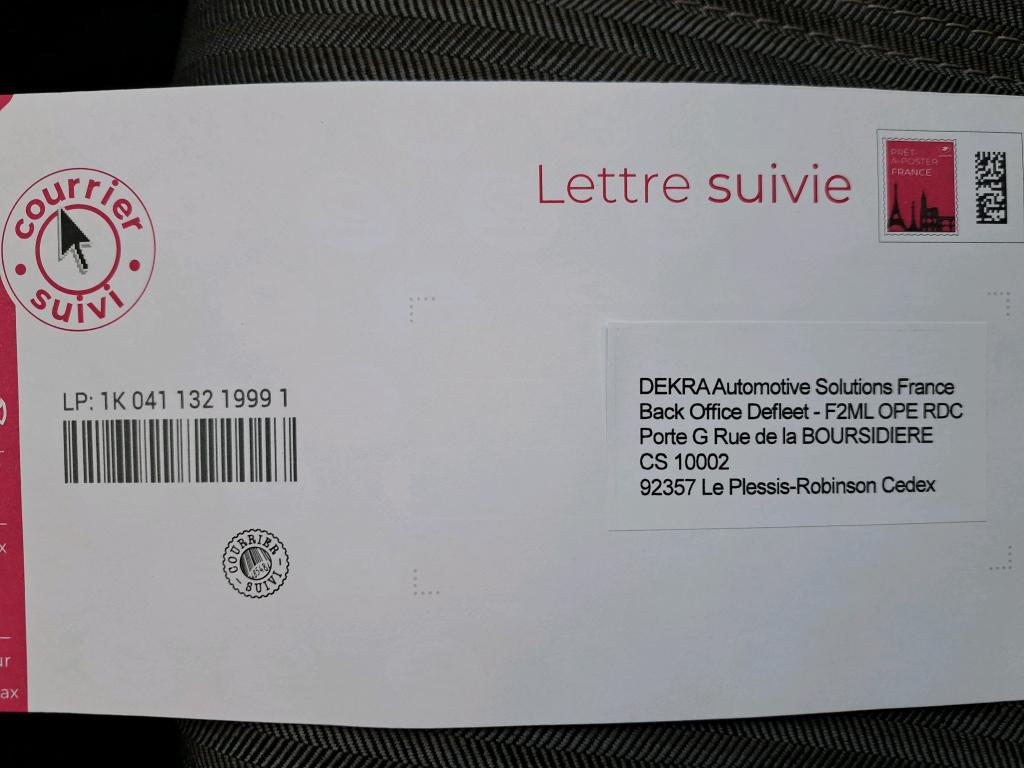 courrier
suivi
Lettre suivie
PRÊT-
À-POSTER
FRANCE
LP: 1K 041 132 1999 1
DEKRA Automotive Solutions France
Back Office Defleet - F2ML OPE RDC
Porte G Rue de la BOURSIDIERE
CS 10002
92357 Le Plessis-Robinson Cedex
COURRIER
SUIVI